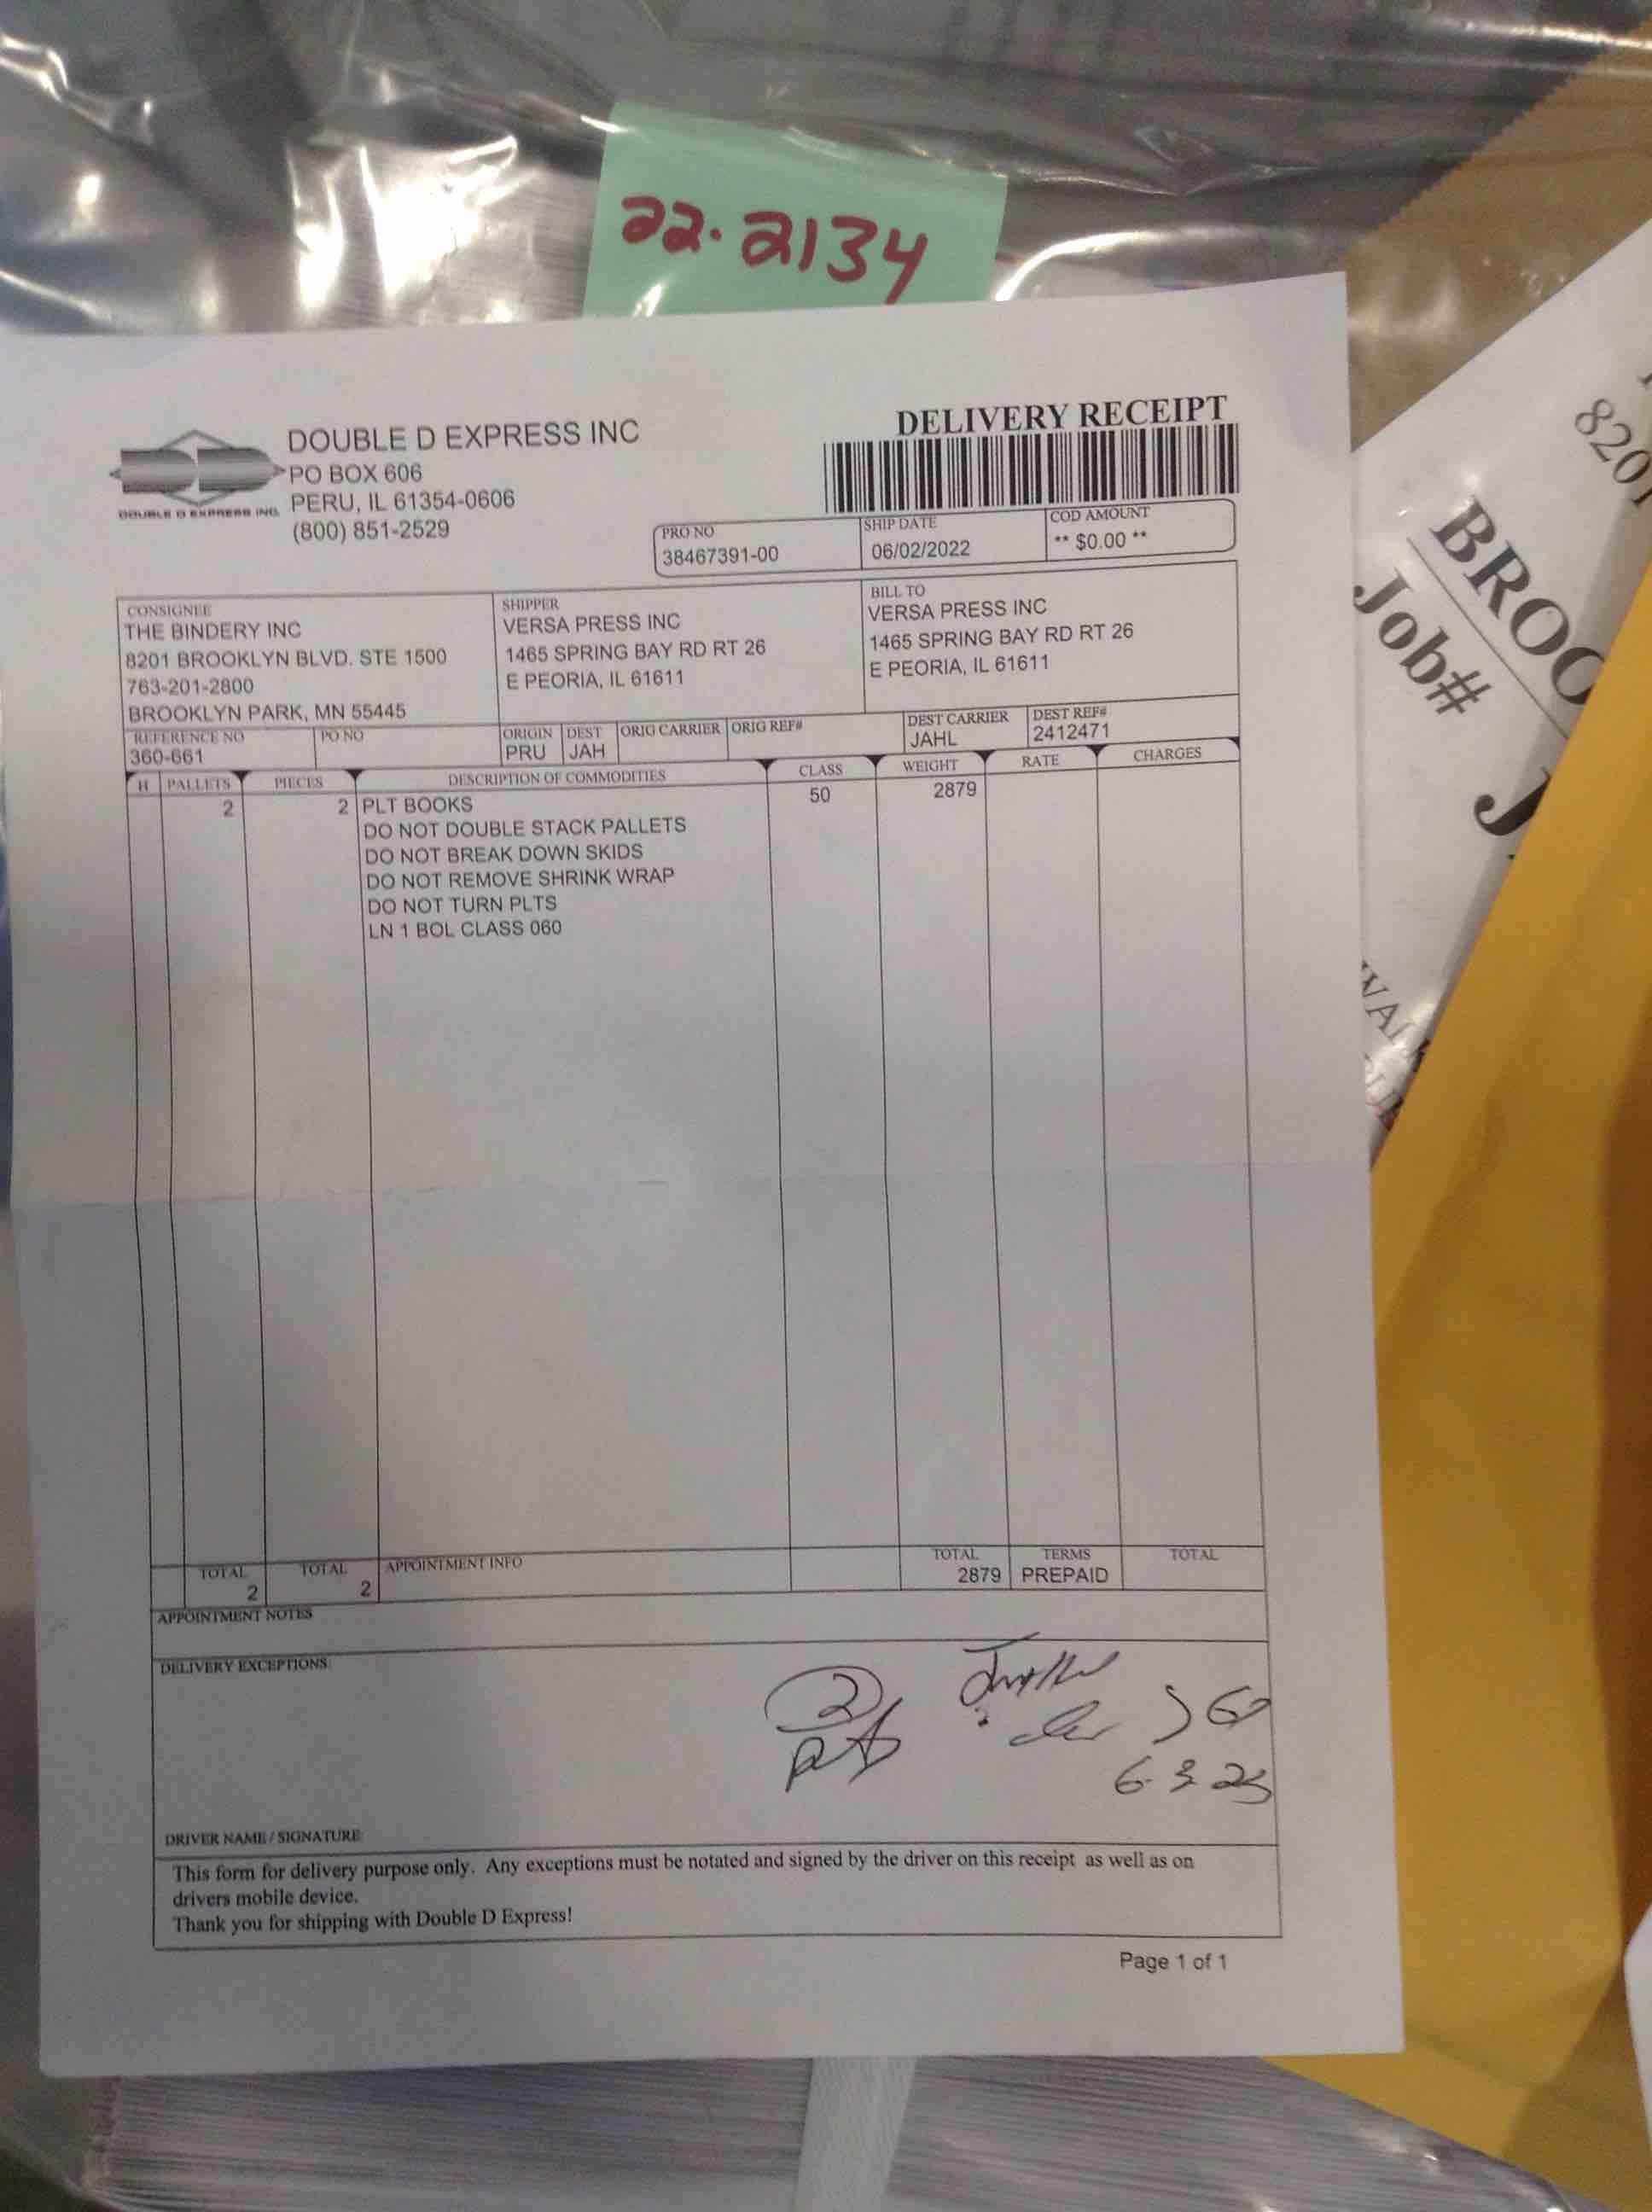 22-2134
DOUBLE D EXPRESS INC
PO BOX 606
PERU, IL 61354-0606
(800) 851-2529
DOUBLE D EXPRESS INC.
DELIVERY RECEIPT
PRO NO
38467391-00
SHIP DATE
06/02/2022
COD AMOUNT
** $0.00 **
CONSIGNEE
THE BINDERY INC
8201 BROOKLYN BLVD. STE 1500
763-201-2800
BROOKLYN PARK, MN 55445
SHIPPER
VERSA PRESS INC
1465 SPRING BAY RD RT 26
E PEORIA, IL 61611
BILL TO
VERSA PRESS INC
1465 SPRING BAY RD RT 26
E PEORIA, IL 61611
REFERENCE NO
360-661
PO NO
ORIGIN
PRU
DEST
JAH
ORIG CARRIER
ORIG REF#
DEST CARRIER
JAHL
DEST REF#
2412471
H PALLETS PIECES DESCRIPTION OF COMMODITIES CLASS WEIGHT RATE CHARGES
2 2 PLT BOOKS 50 2879
DO NOT DOUBLE STACK PALLETS
DO NOT BREAK DOWN SKIDS
DO NOT REMOVE SHRINK WRAP
DO NOT TURN PLTS
LN 1 BOL CLASS 060
TOTAL
2
TOTAL
2
APPOINTMENT INFO
TOTAL
2879
TERMS
PREPAID
TOTAL
APPOINTMENT NOTES
DELIVERY EXCEPTIONS
2
DRIVER NAME / SIGNATURE
This form for delivery purpose only. Any exceptions must be notated and signed by the driver on this receipt as well as on
drivers mobile device.
Thank you for shipping with Double D Express!
Page 1 of 1
8201
BROO
Job#